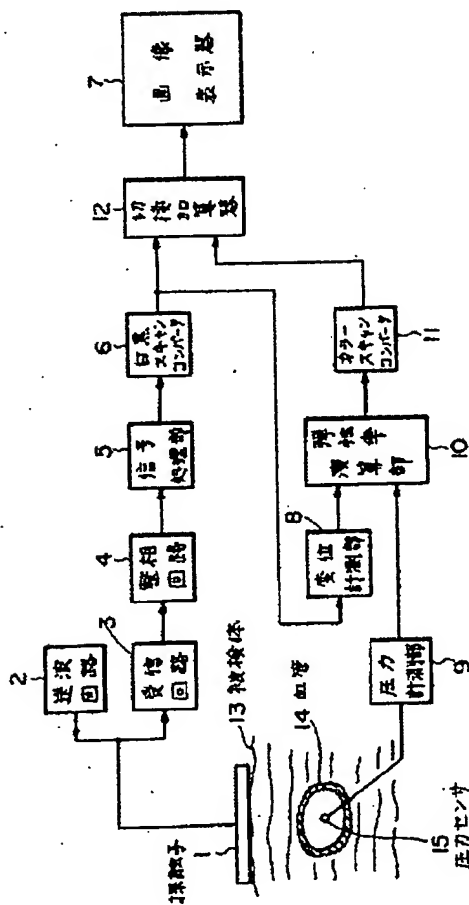 2
送波
回路
3
受信
回路
4
整相
回路
5
信号
処理部
6
白黒
スキャン
コンバータ
12
切換
加算
器
7
画像
表示器
8
変位
計測部
9
圧力
計測部
10
弾性率
演算部
11
カラー
スキャン
コンバータ
探触子
1
13 被検体
14 血管
15
圧力センサ